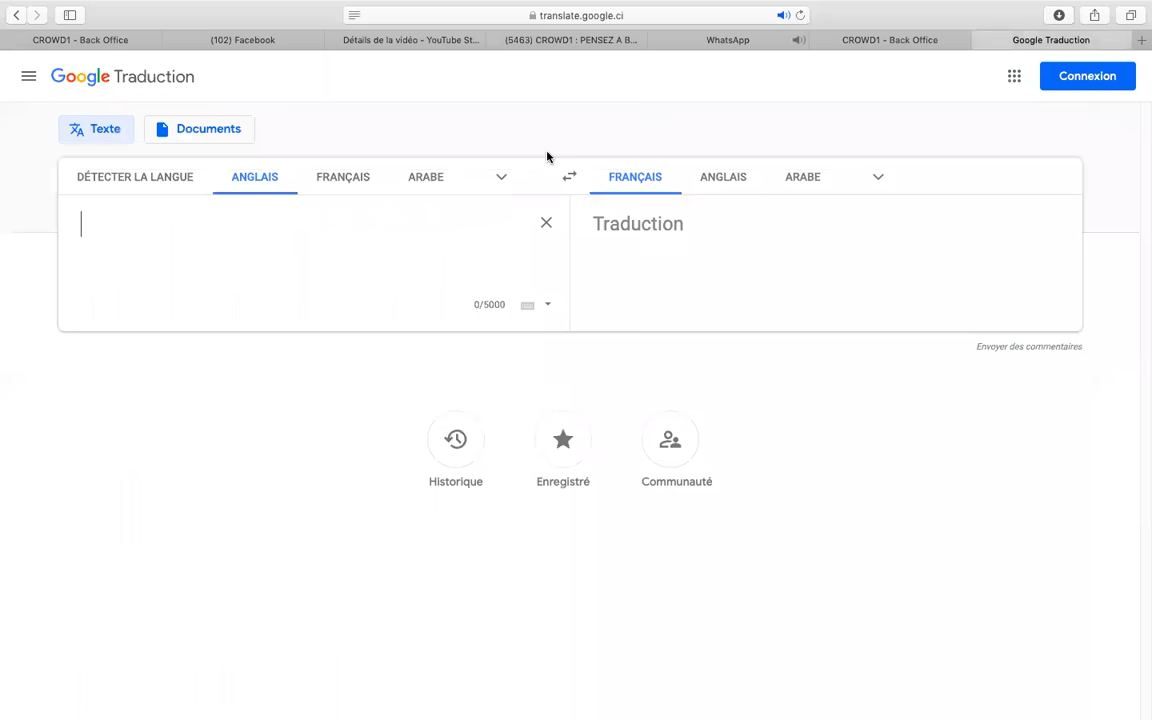 translate.google.ci
CROWD1 - Back Office
(102) Facebook
Détails de la vidéo - YouTube St...
(5463) CROWD1 : PENSEZ A B...
WhatsApp
CROWD1 - Back Office
Google Traduction
Google Traduction
Connexion
Texte
Documents
DÉTECTER LA LANGUE
ANGLAIS
FRANÇAIS
ARABE
FRANÇAIS
ANGLAIS
ARABE
Traduction
0/5000
Envoyer des commentaires
Historique
Enregistré
Communauté